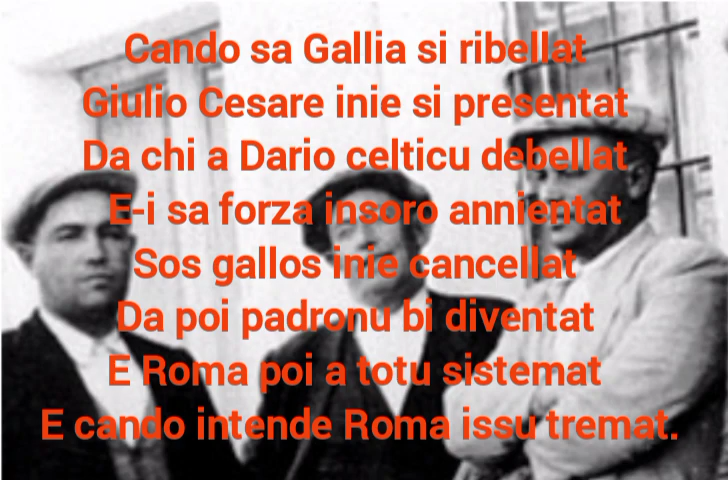 Cando sa Gallia si ribellat
Giulio Cesare inie si presentat
Da chi a Dario celticu debellat
E-i sa forza insoro annientat
Sos gallos inie cancellat
Da poi padronu bi diventat
E Roma poi a totu sistemat
E cando intende Roma issu tremat.